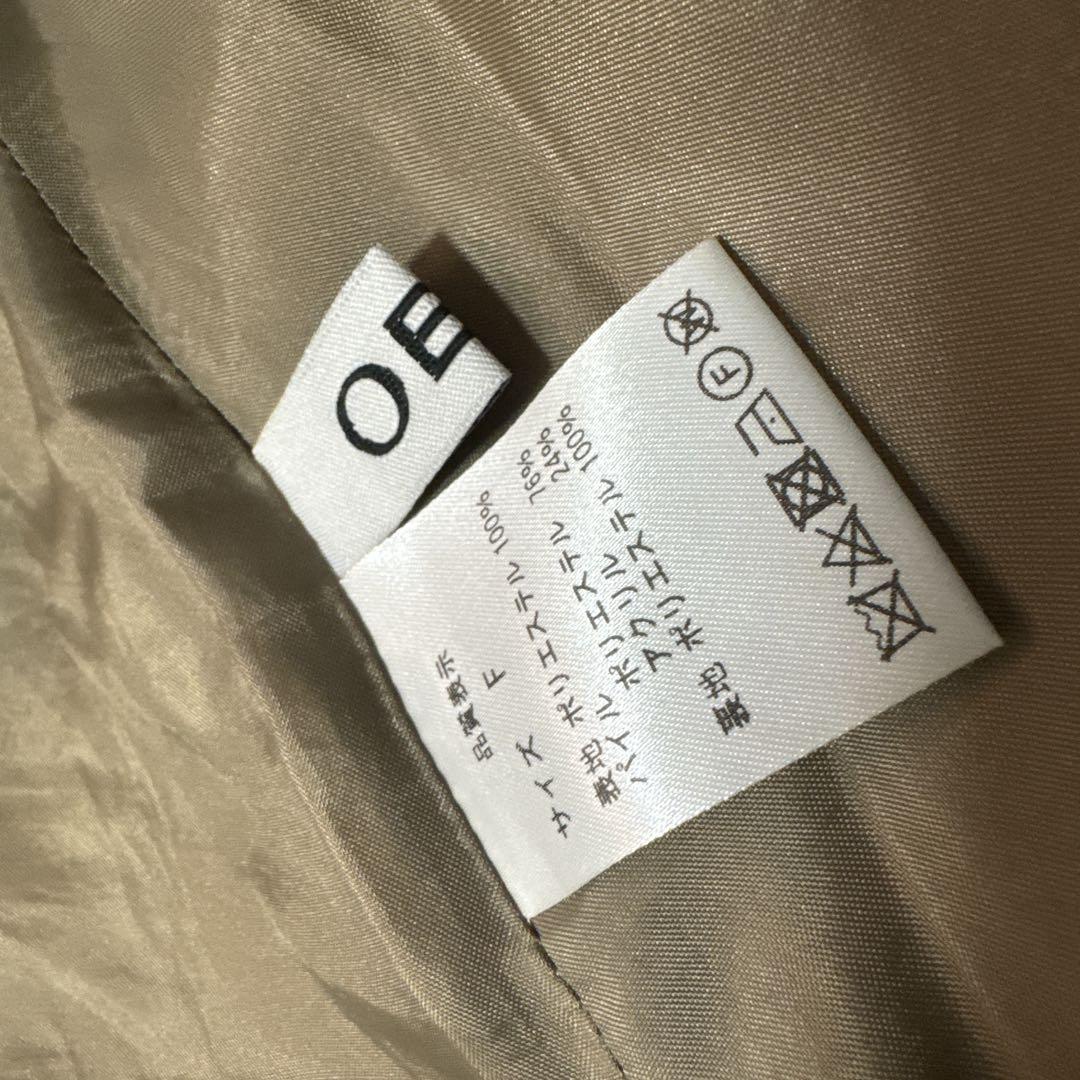 OE
品質表示
サイズ F
表地 ポリエステル 100%
パイル ポリエステル 76%
アクリル 24%
裏地 ポリエステル 100%
F
W